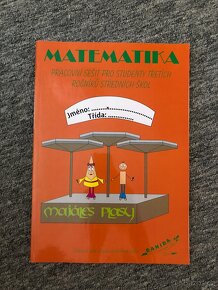 MATEMATIKA
PRACOVNÍ SEŠIT PRO STUDENTY TŘETÍCH
ROČNÍKŮ STŘEDNÍCH ŠKOL
Jméno: ...................
Třída: .............
majáles Plasy